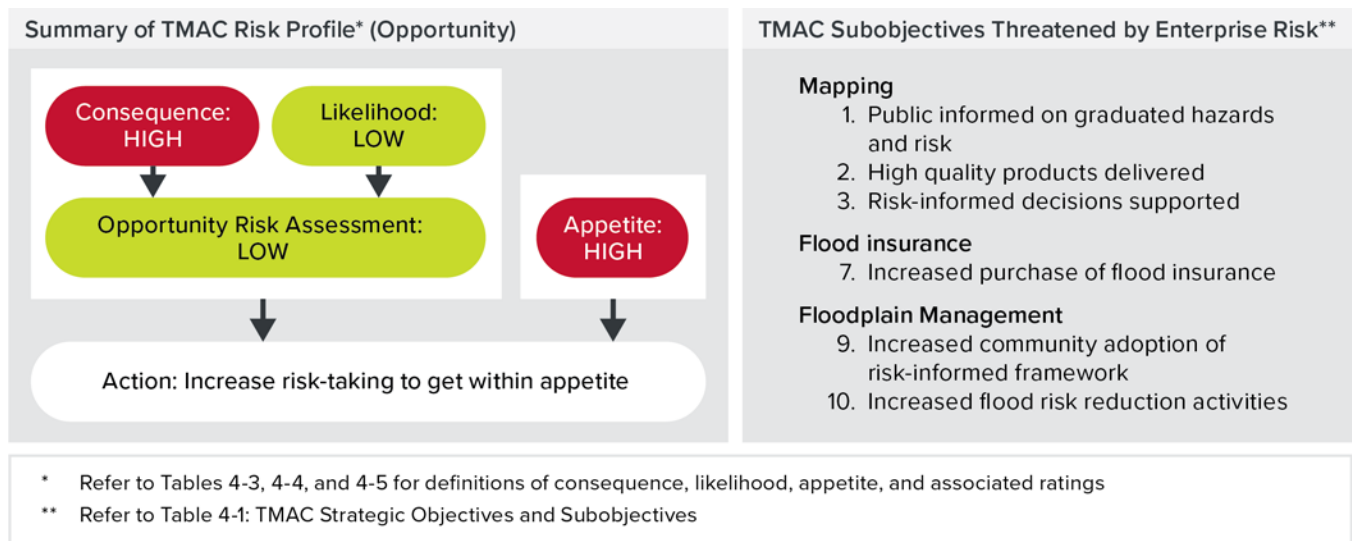 Summary of TMAC Risk Profile* (Opportunity)
Consequence:
HIGH
Likelihood:
LOW
Opportunity Risk Assessment:
LOW
Appetite:
HIGH
Action: Increase risk-taking to get within appetite
TMAC Subobjectives Threatened by Enterprise Risk**
Mapping
1. Public informed on graduated hazards
and risk
2. High quality products delivered
3. Risk-informed decisions supported
Flood insurance
7. Increased purchase of flood insurance
Floodplain Management
9. Increased community adoption of
risk-informed framework
10. Increased flood risk reduction activities
* Refer to Tables 4-3, 4-4, and 4-5 for definitions of consequence, likelihood, appetite, and associated ratings
** Refer to Table 4-1: TMAC Strategic Objectives and Subobjectives